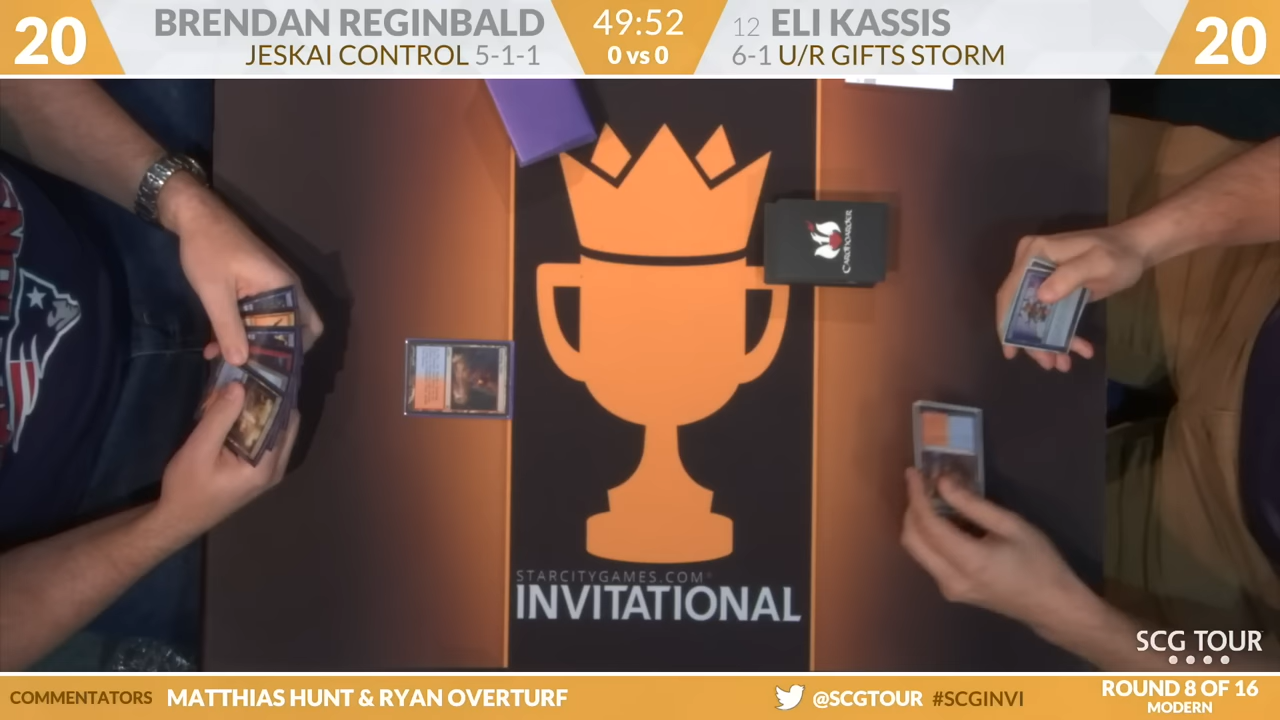 20
BRENDAN REGINBALD
JESKAI CONTROL 5-1-1
49:52
0 vs 0
12 ELI KASSIS
6-1 U/R GIFTS STORM
20
CARDHOARDER
STARCITYGAMES.COM®
INVITATIONAL
SCG TOUR
COMMENTATORS MATTHIAS HUNT & RYAN OVERTURF
@SCGTOUR #SCGINVI
ROUND 8 OF 16
MODERN